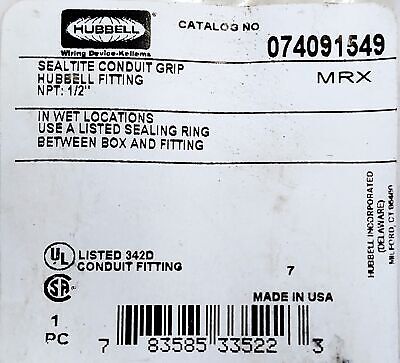 HUBBELL
Wiring Device-Kellems
CATALOG NO
074091549
SEALTITE CONDUIT GRIP
HUBBELL FITTING
NPT: 1/2"
MRX
IN WET LOCATIONS
USE A LISTED SEALING RING
BETWEEN BOX AND FITTING
HUBBELL INCORPORATED
(DELAWARE)
MILFORD, CT 06460
UL
LISTED 342D
CONDUIT FITTING
7
SA
MADE IN USA
1
PC
7 83585 33522 3